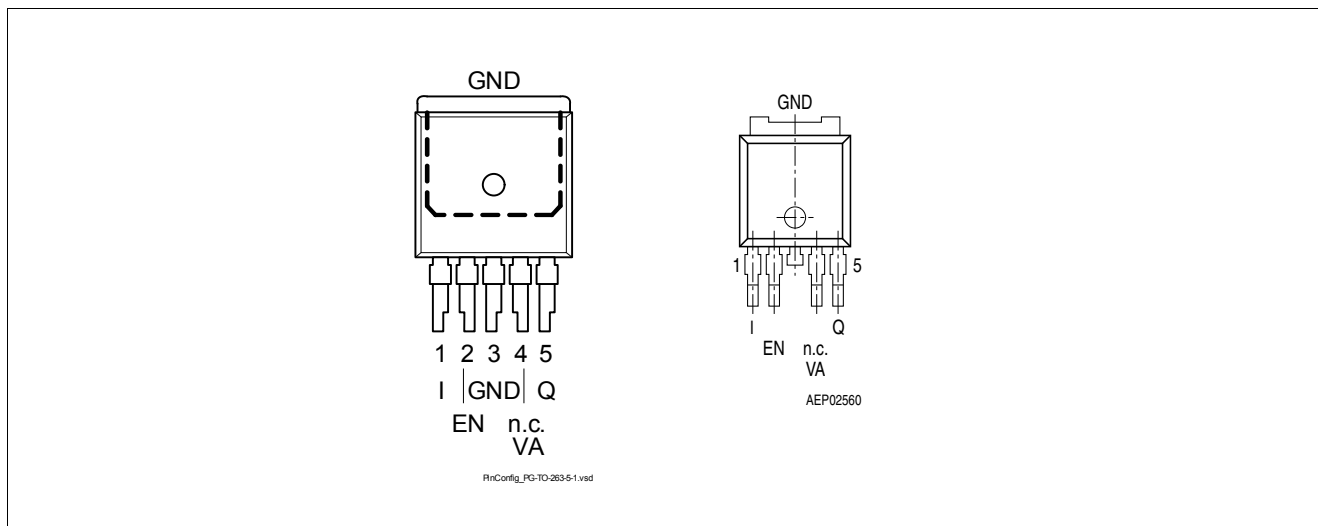 GND
1 2 3 4 5
I GND Q
EN n.c.
VA
PinConfig_PG-TO-263-5-1.vsd
GND
1 5
I Q
EN n.c.
VA
AEP02560